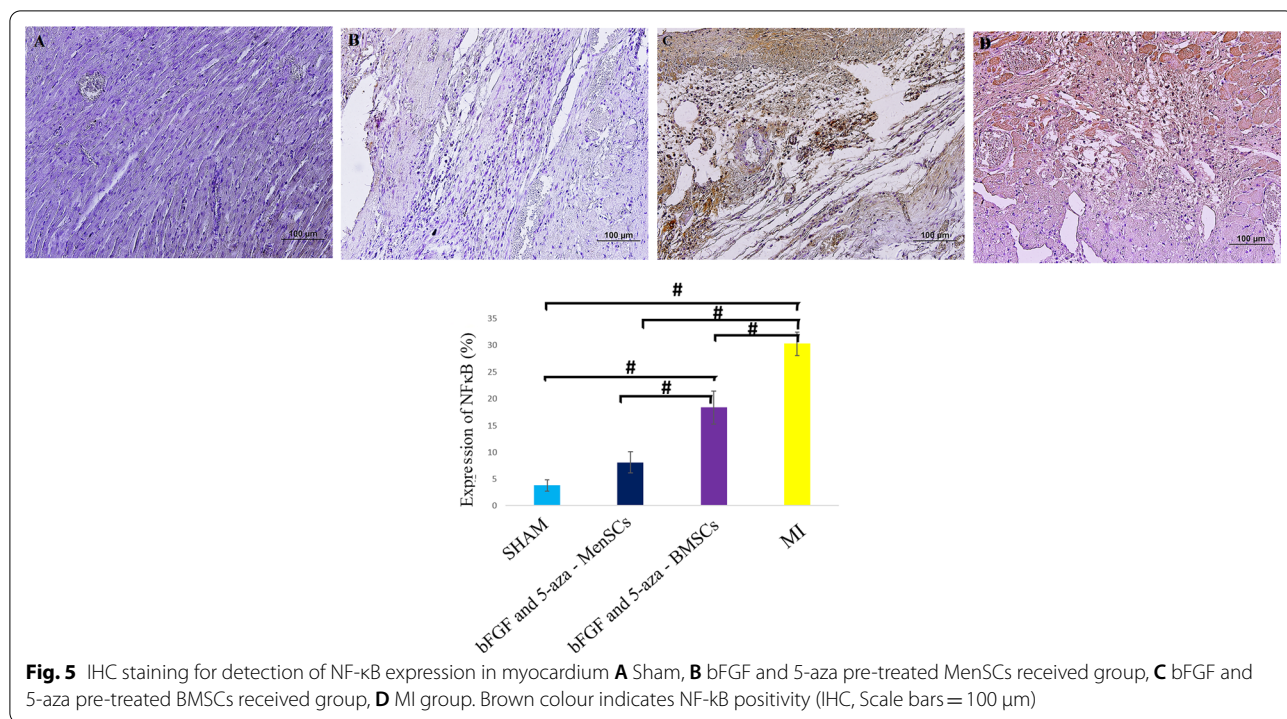 A B C D
100 µm 100 µm 100 µm 100 µm
#
#
#
#
#
Expression of NFκB (%)
35
30
25
20
15
10
5
0
SHAM
bFGF and 5-aza - MenSCs
bFGF and 5-aza - BMSCs
MI
Fig. 5 IHC staining for detection of NF-κB expression in myocardium A Sham, B bFGF and 5-aza pre-treated MenSCs received group, C bFGF and
5-aza pre-treated BMSCs received group, D MI group. Brown colour indicates NF-kB positivity (IHC, Scale bars = 100 µm)